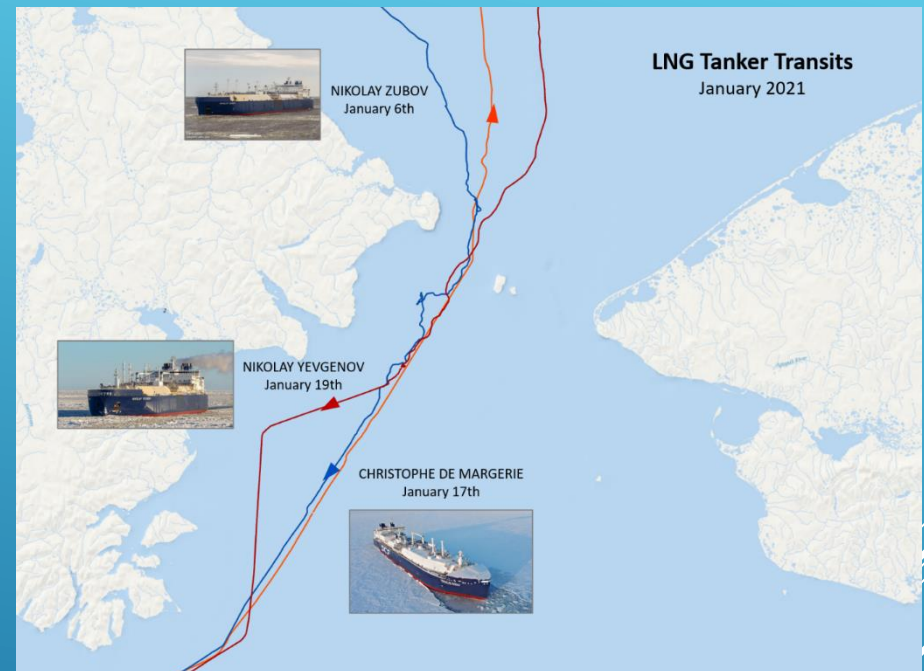 LNG Tanker Transits
January 2021
NIKOLAY ZUBOV
January 6th
NIKOLAY YEVGENOV
January 19th
CHRISTOPHE DE MARGERIE
January 17th